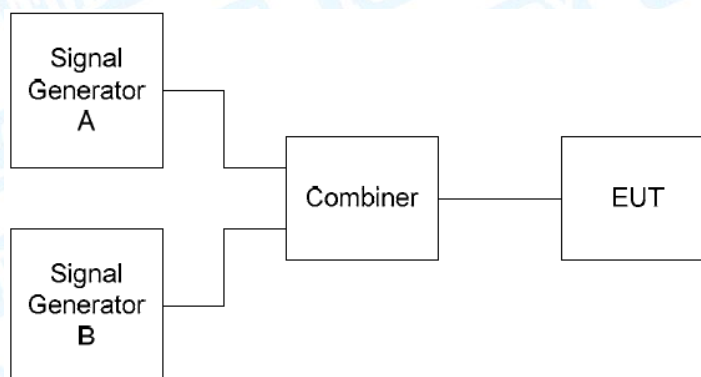 Signal
Generator
A
Combiner
EUT
Signal
Generator
B